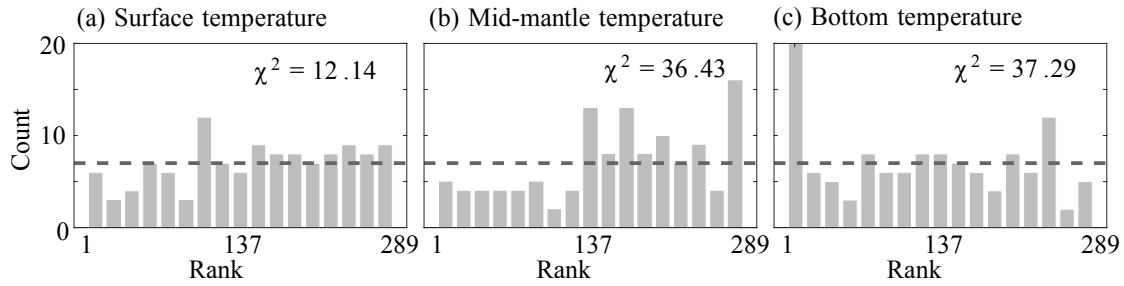 (a) Surface temperature
(b) Mid-mantle temperature
(c) Bottom temperature
20
10
0
Count
χ² = 12 .14
χ² = 36 .43
χ² = 37 .29
1 137 289
1 137 289
1 137 289
Rank
Rank
Rank